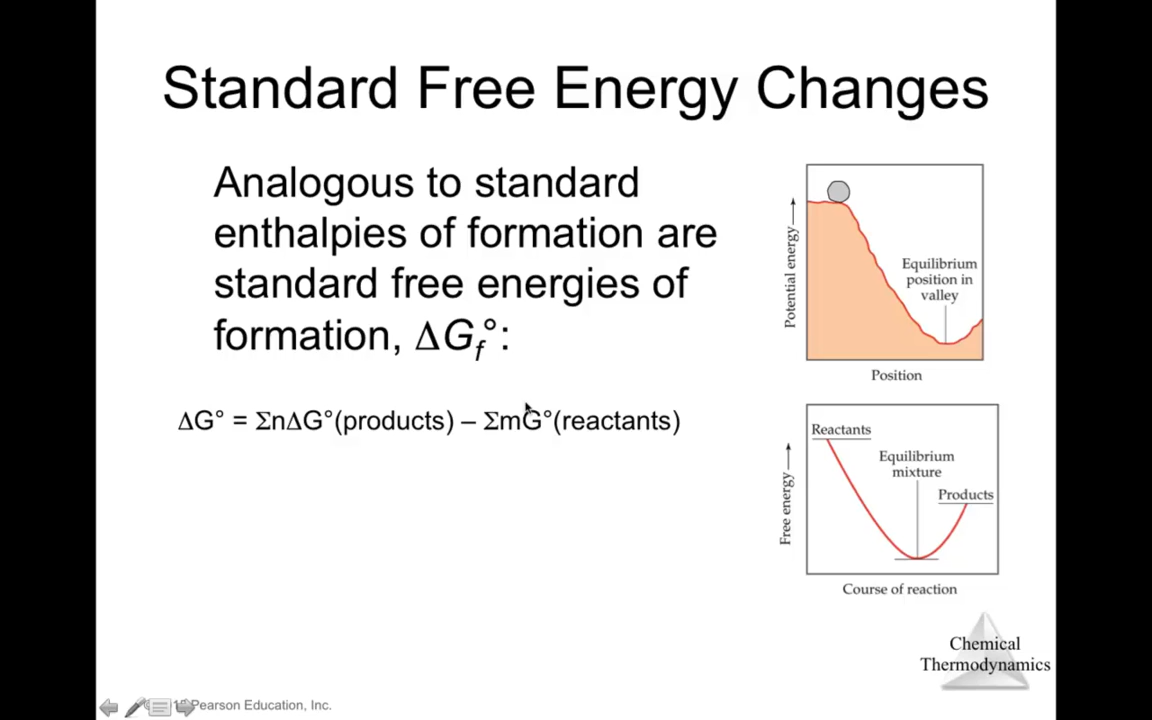 Standard Free Energy Changes
Analogous to standard
enthalpies of formation are
standard free energies of
formation, ΔGf°:
ΔG° = ΣnΔG°(products) – ΣmG°(reactants)
Potential energy
Equilibrium
position in
valley
Position
Free energy
Reactants
Equilibrium
mixture
Products
Course of reaction
Chemical
Thermodynamics
Pearson Education, Inc.